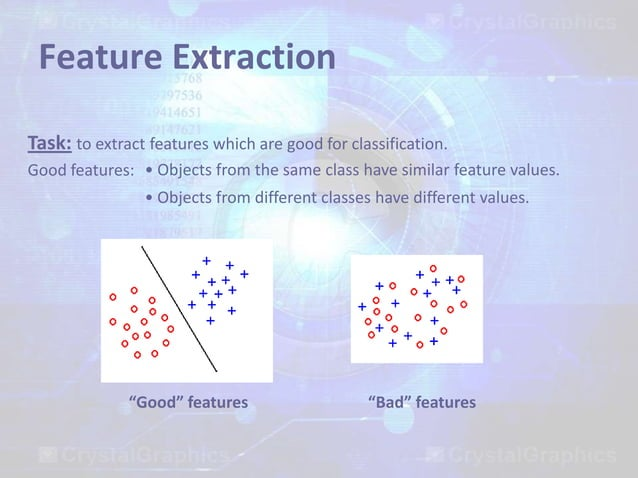 CrystalGraphics
CrystalGraphics
Feature Extraction
Task: to extract features which are good for classification.
Good features: • Objects from the same class have similar feature values.
• Objects from different classes have different values.
“Good” features
“Bad” features
CrystalGraphics
CrystalGraphics